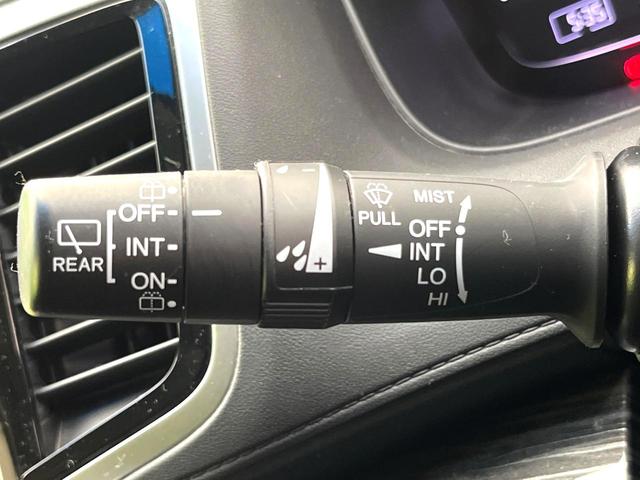 OFF
INT
ON
REAR
- +
PULL
MIST
OFF
INT
LO
HI